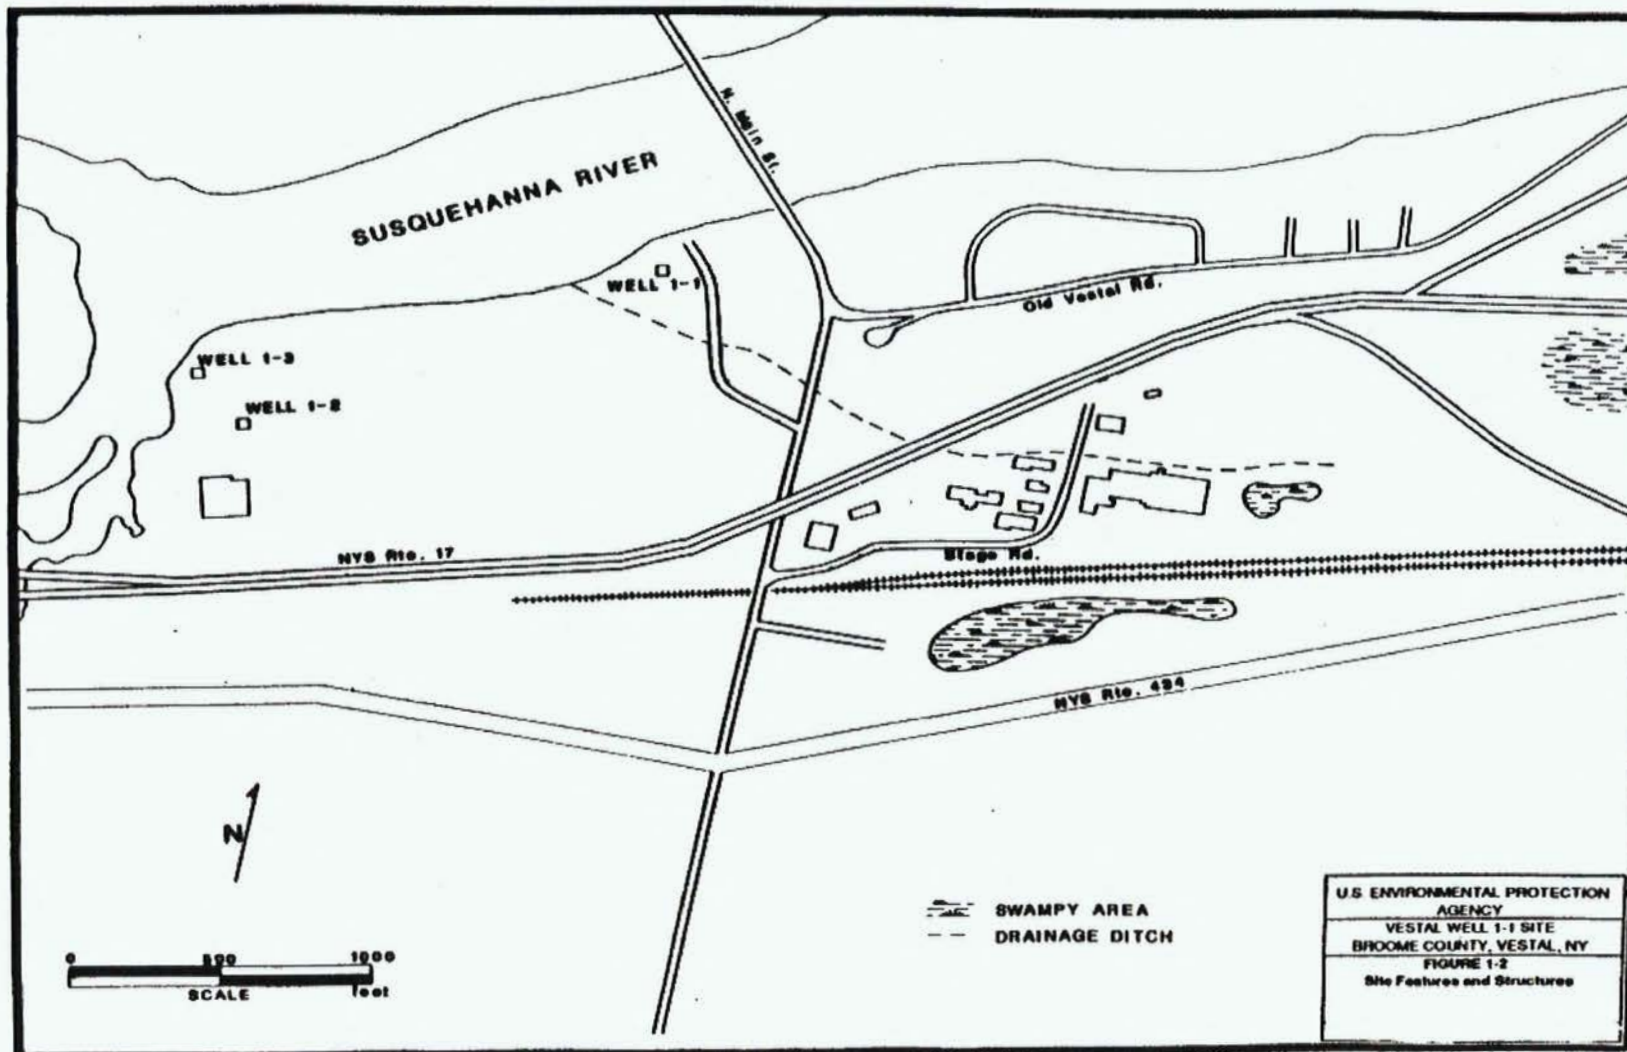 N. Main St.
SUSQUEHANNA RIVER
WELL 1-1
Old Vestal Rd.
WELL 1-3
WELL 1-2
NYS Rte. 17
Stage Rd.
NYS Rte. 434
N
SWAMPY AREA
DRAINAGE DITCH
0 500 1000
SCALE feet
U.S. ENVIRONMENTAL PROTECTION
AGENCY
VESTAL WELL 1-1 SITE
BROOME COUNTY, VESTAL, NY
FIGURE 1-2
Site Features and Structures